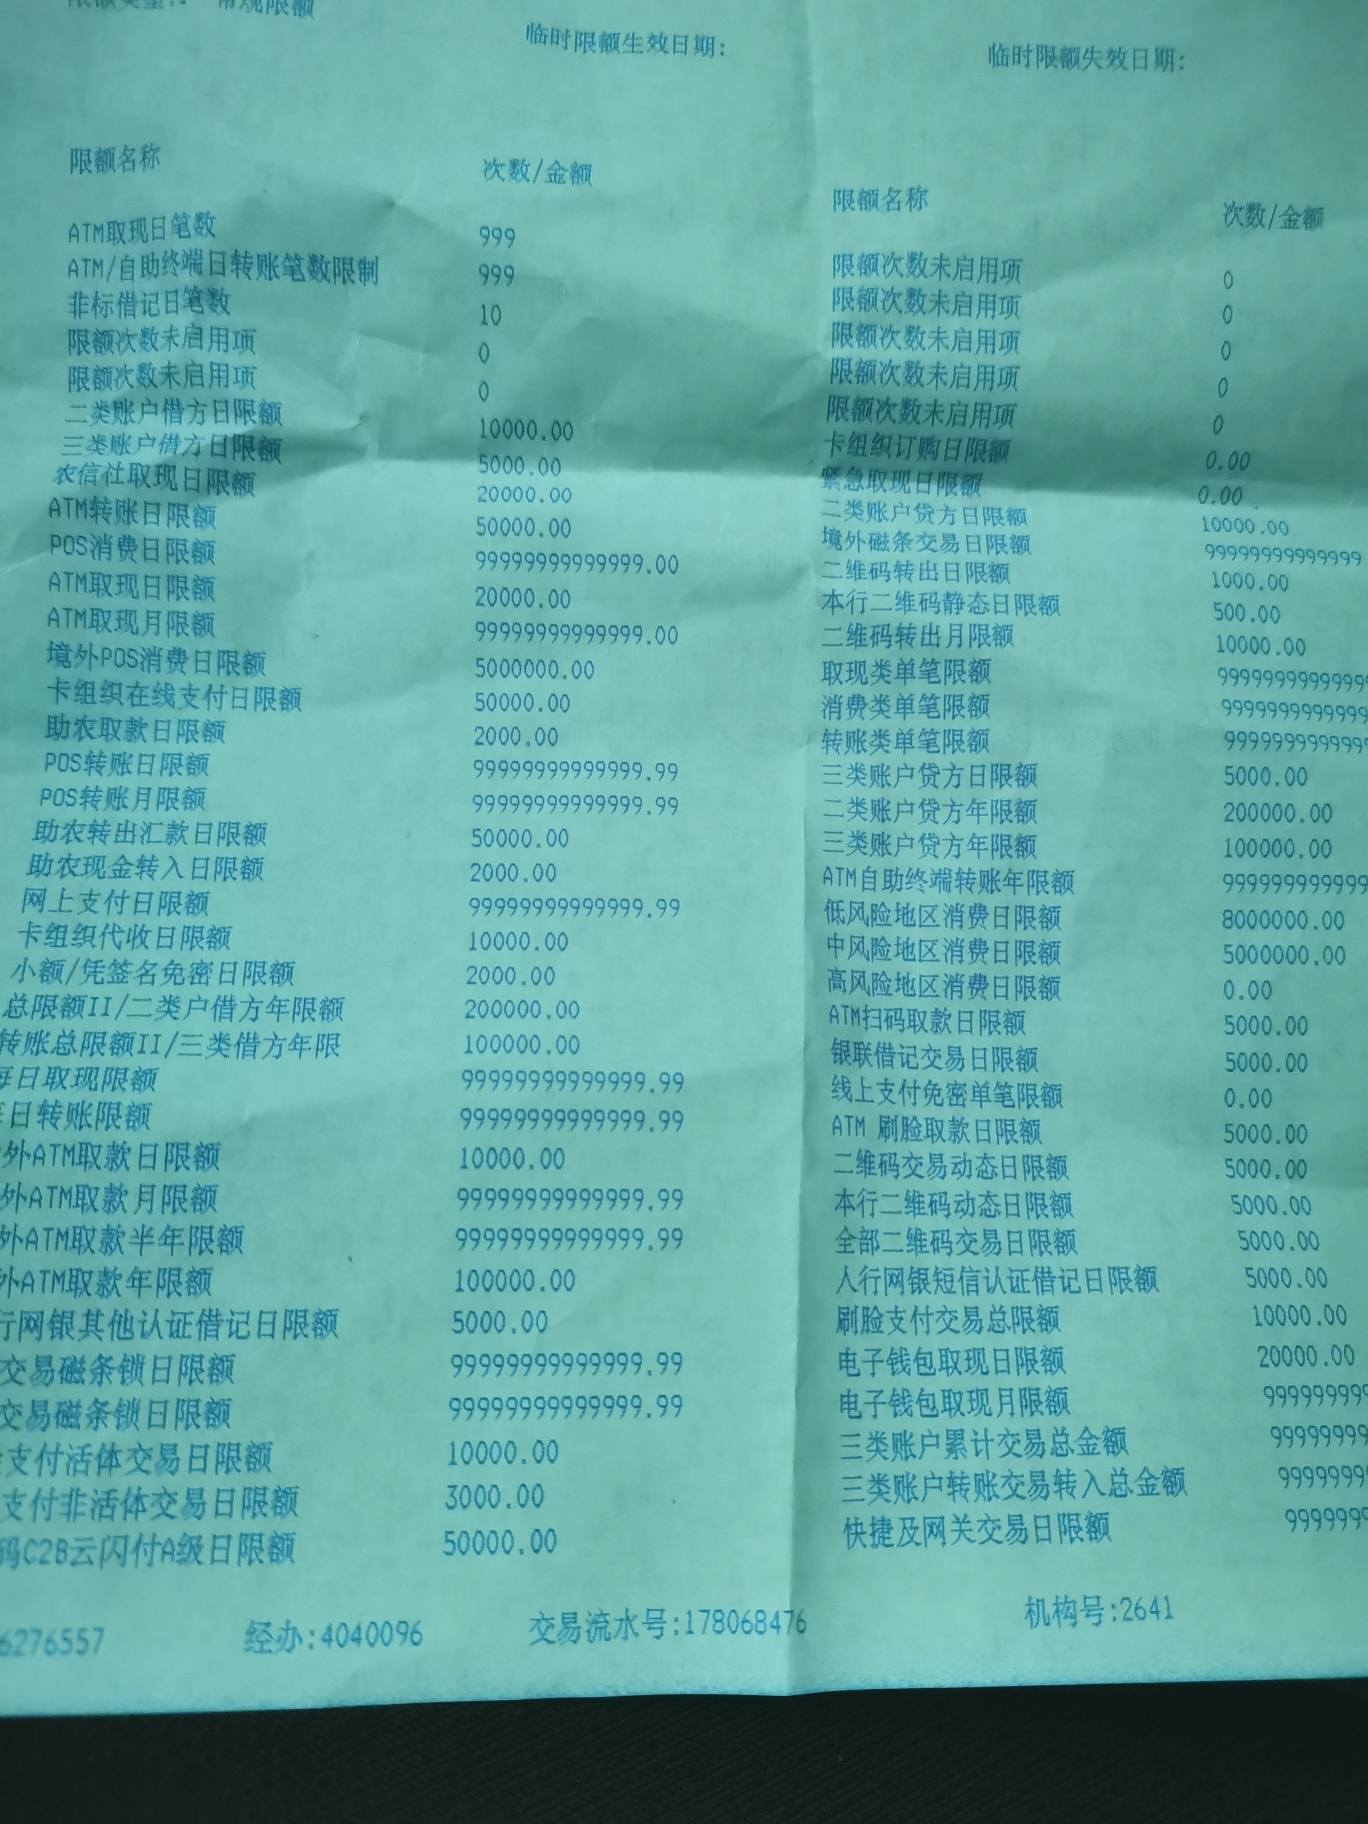 常规限额
临时限额生效日期:
临时限额失效日期:
限额名称 次数/金额
ATM取现日笔数 999
ATM/自助终端日转账笔数限制 999
非标借记日笔数 10
限额次数未启用项 0
限额次数未启用项 0
二类账户借方日限额 10000.00
三类账户借方日限额 5000.00
农信社取现日限额 20000.00
ATM转账日限额 50000.00
POS消费日限额 99999999999999.00
ATM取现日限额 20000.00
ATM取现月限额 99999999999999.00
境外POS消费日限额 5000000.00
卡组织在线支付日限额 50000.00
助农取款日限额 2000.00
POS转账日限额 99999999999999.99
POS转账月限额 99999999999999.99
助农转出汇款日限额 50000.00
助农现金转入日限额 2000.00
网上支付日限额 99999999999999.99
卡组织代收日限额 10000.00
小额/凭签名免密日限额 2000.00
总限额II/二类户借方年限额 200000.00
转账总限额II/三类借方年限 100000.00
每日取现限额 99999999999999.99
日转账限额 99999999999999.99
外ATM取款日限额 10000.00
外ATM取款月限额 99999999999999.99
外ATM取款半年限额 99999999999999.99
外ATM取款年限额 100000.00
行网银其他认证借记日限额 5000.00
交易磁条锁日限额 99999999999999.99
交易磁条锁日限额 99999999999999.99
支付活体交易日限额 10000.00
支付非活体交易日限额 3000.00
码C2B云闪付A级日限额 50000.00
限额名称 次数/金额
限额次数未启用项 0
限额次数未启用项 0
限额次数未启用项 0
限额次数未启用项 0
限额次数未启用项 0
卡组织订购日限额 0.00
紧急取现日限额 0.00
二类账户贷方日限额 10000.00
境外磁条交易日限额 99999999999999
二维码转出日限额 1000.00
本行二维码静态日限额 500.00
二维码转出月限额 10000.00
取现类单笔限额 9999999999999
消费类单笔限额 9999999999999
转账类单笔限额 9999999999999
三类账户贷方日限额 5000.00
二类账户贷方年限额 200000.00
三类账户贷方年限额 100000.00
ATM自助终端转账年限额 999999999999
低风险地区消费日限额 8000000.00
中风险地区消费日限额 5000000.00
高风险地区消费日限额 0.00
ATM扫码取款日限额 5000.00
银联借记交易日限额 5000.00
线上支付免密单笔限额 0.00
ATM 刷脸取款日限额 5000.00
二维码交易动态日限额 5000.00
本行二维码动态日限额 5000.00
全部二维码交易日限额 5000.00
人行网银短信认证借记日限额 5000.00
刷脸支付交易总限额 10000.00
电子钱包取现日限额 20000.00
电子钱包取现月限额 999999999
三类账户累计交易总金额 99999999
三类账户转账交易转入总金额 99999999
快捷及网关交易日限额 9999999
6276557 经办:4040096 交易流水号:178068476 机构号:2641